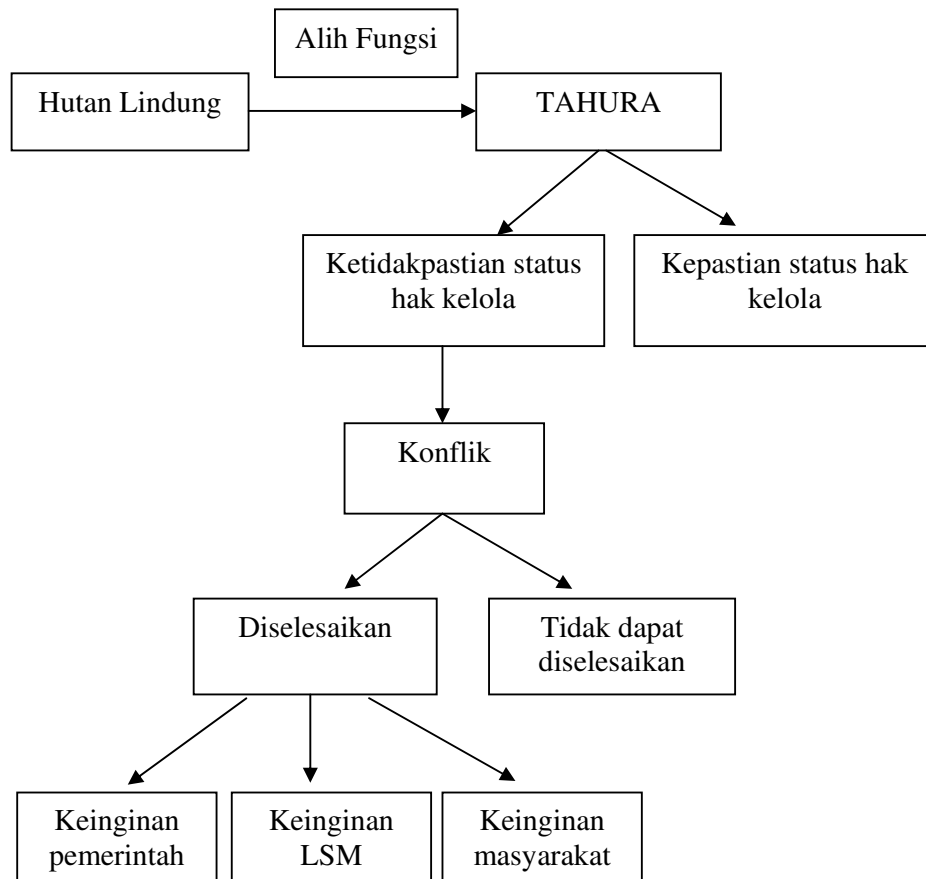 Alih Fungsi
Hutan Lindung
TAHURA
Ketidakpastian status
hak kelola
Kepastian status hak
kelola
Konflik
Diselesaikan
Tidak dapat
diselesaikan
Keinginan
pemerintah
Keinginan
LSM
Keinginan
masyarakat